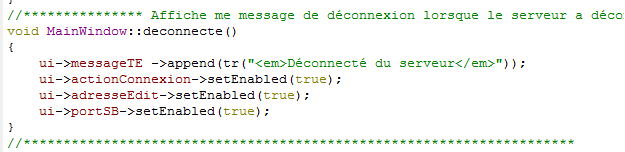 //*************** Affiche me message de déconnexion lorsque le serveur a déco
void MainWindow::deconnecte()
{
ui->messageTE ->append(tr("<em>Déconnecté du serveur</em>"));
ui->actionConnexion->setEnabled(true);
ui->adresseEdit->setEnabled(true);
ui->portSB->setEnabled(true);
}
//*********************************************************************